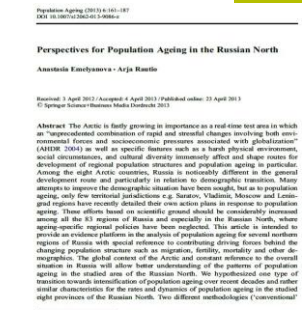 Population Ageing (2013) 6:161–187
DOI 10.1007/s12062-013-9086-z
Perspectives for Population Ageing in the Russian North
Anastasia Emelyanova · Arja Rautio
Received: 3 April 2012 / Accepted: 4 April 2013 / Published online: 23 April 2013
© Springer Science+Business Media Dordrecht 2013
Abstract The Arctic is fastly growing in importance as a real-time test area in which
an "unprecedented combination of rapid and stressful changes involving both envi-
ronmental forces and socioeconomic pressures associated with globalization"
(AHDR 2004) as well as specific features such as a harsh physical environment,
social circumstances, and cultural diversity immensely affect and shape routes for
development of regional population structures and population ageing in particular.
Among the eight Arctic countries, Russia is notoriously different in the general
development route and particularly in relation to demographic transition. Many
attempts to improve the demographic situation have been sought, but as to population
ageing, only few territorial jurisdictions e.g. Saratov, Vladimir, Moscow and Lenin-
grad regions have recently detailed their own action plans in response to population
ageing. These efforts based on scientific ground should be considerably increased
among all the 83 regions of Russia and especially in the Russian North, where
ageing-specific regional policies have been neglected. This article is intended to
provide an evidence platform in the analysis of population ageing for several northern
regions of Russia with special reference to contributing factors behind the
changing population structure such as migration, fertility, mortality and other de-
mographics. The global context of the Arctic and constant reference to the overall
situation in Russia will allow better understanding of the patterns of population
ageing in the studied area of the Russian North. We hypothesized one type of
transition towards intensification of population ageing over recent decades and rather
similar characteristics for the rates and dynamics of population ageing in the studied
eight provinces of the Russian North. Two different methodologies ('conventional'